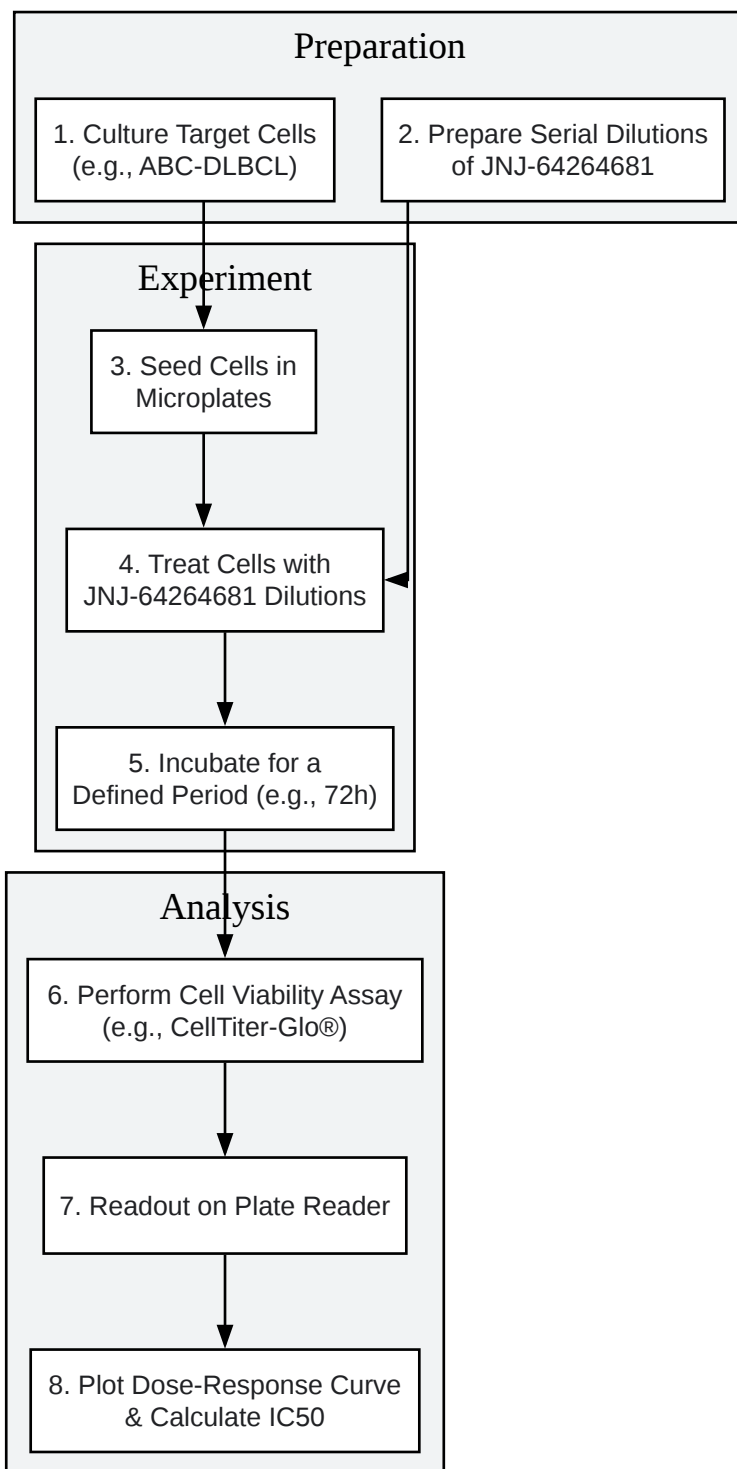 Preparation
1. Culture Target Cells
(e.g., ABC-DLBCL)
2. Prepare Serial Dilutions
of JNJ-64264681
Experiment
3. Seed Cells in
Microplates
4. Treat Cells with
JNJ-64264681 Dilutions
5. Incubate for a
Defined Period (e.g., 72h)
Analysis
6. Perform Cell Viability Assay
(e.g., CellTiter-Glo®)
7. Readout on Plate Reader
8. Plot Dose-Response Curve
& Calculate IC50